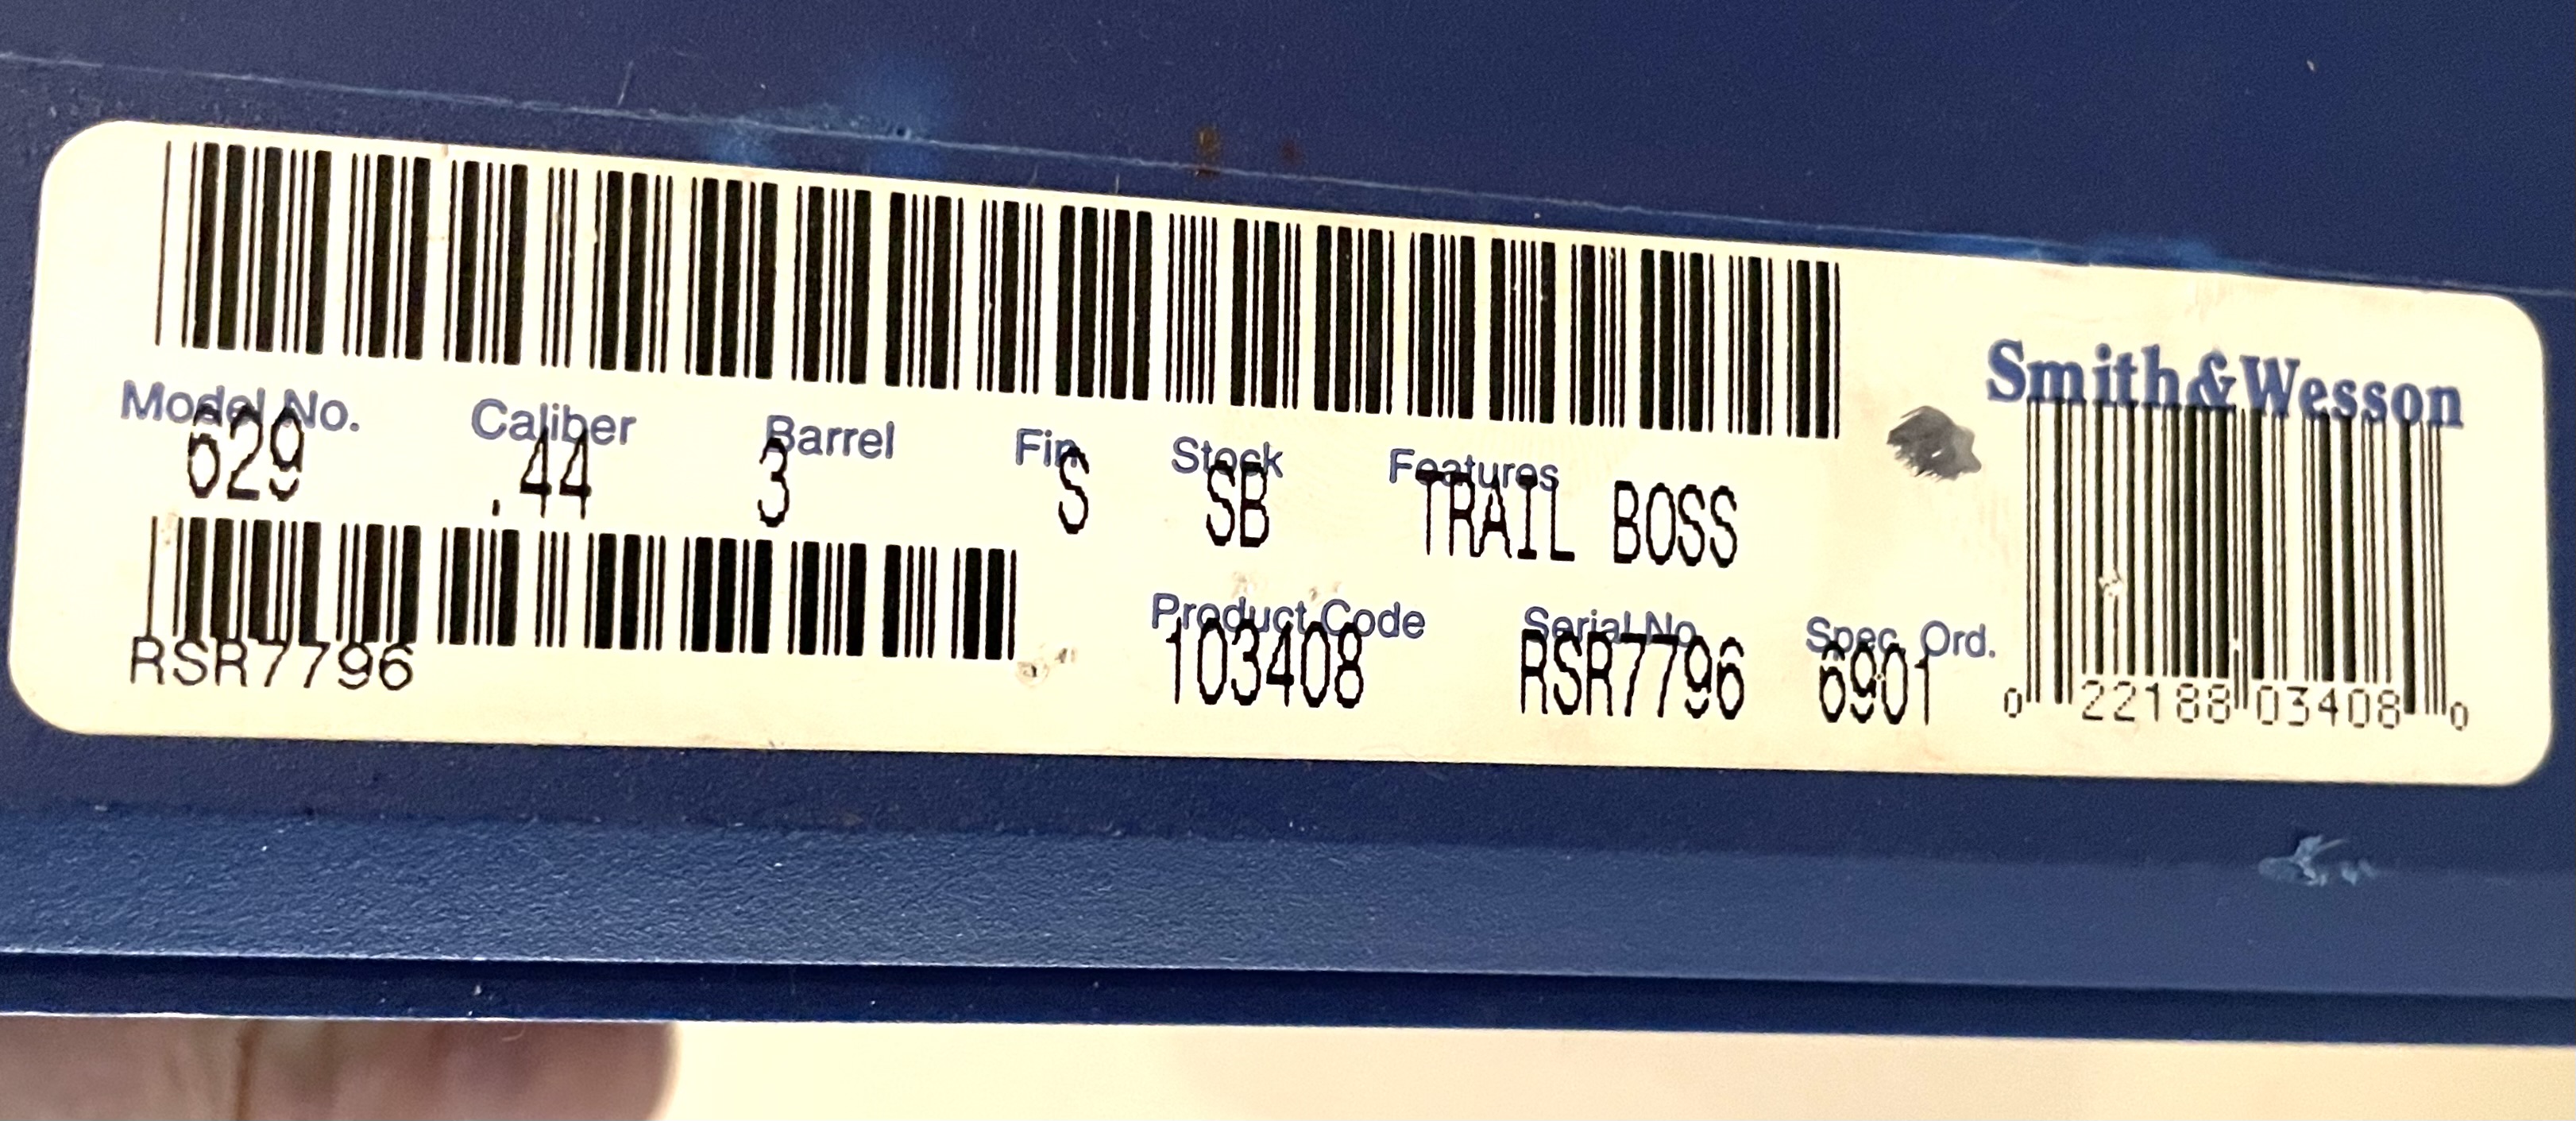 Smith&Wesson
Model No. Caliber Barrel Fin. Stock Features
629 .44 3 S SB TRAIL BOSS
Product Code Serial No. Spec. Ord.
RSR7796 103408 RSR7796 6901
0 22188 03408 0